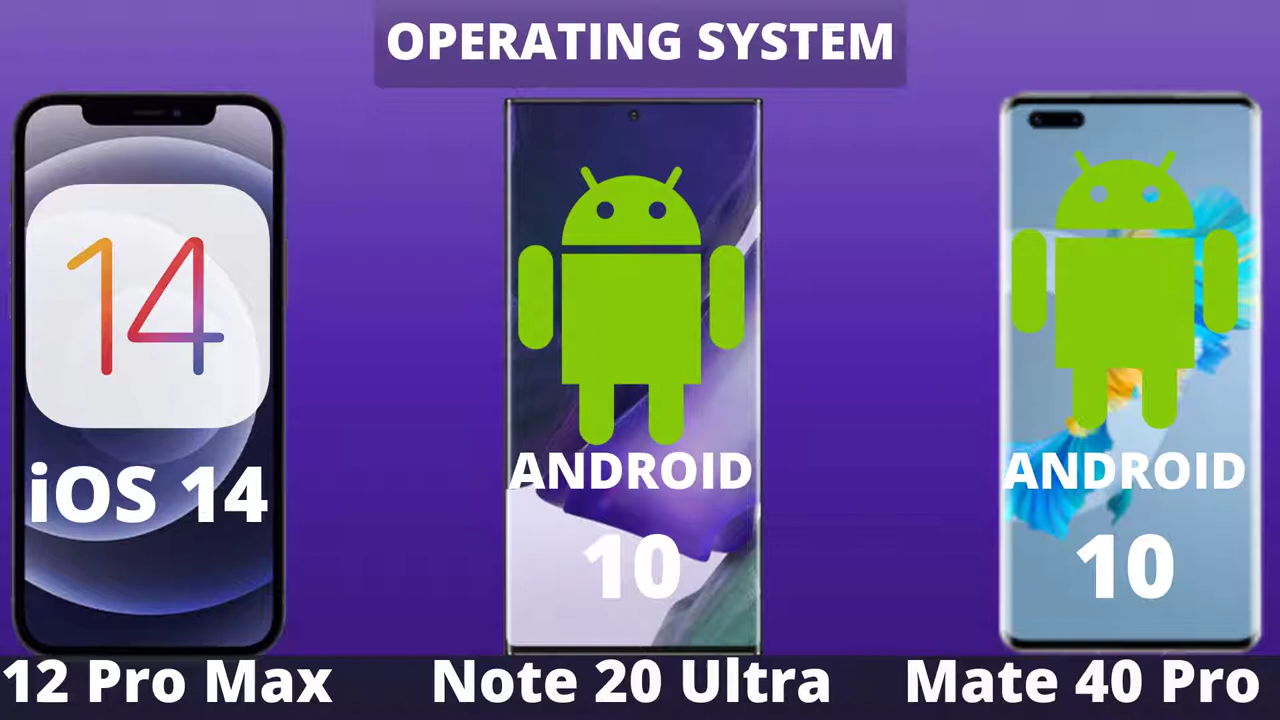 OPERATING SYSTEM
14
iOS 14
ANDROID
10
ANDROID
10
12 Pro Max
Note 20 Ultra
Mate 40 Pro